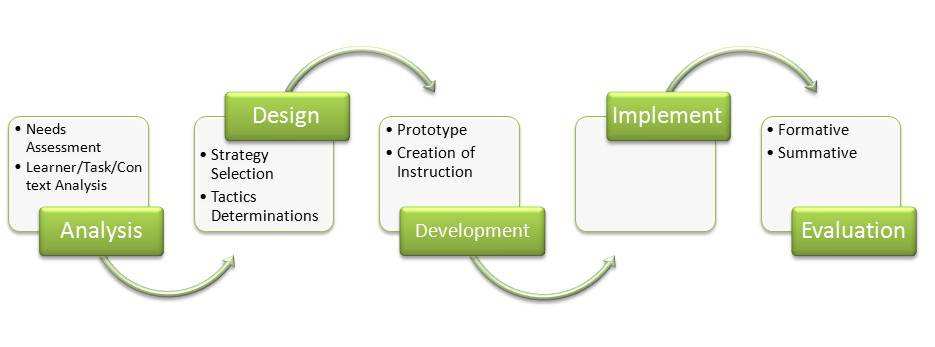 • Needs
Assessment
• Learner/Task/Con
text Analysis
Analysis
Design
• Strategy
Selection
• Tactics
Determinations
• Prototype
• Creation of
Instruction
Development
Implement
• Formative
• Summative
Evaluation